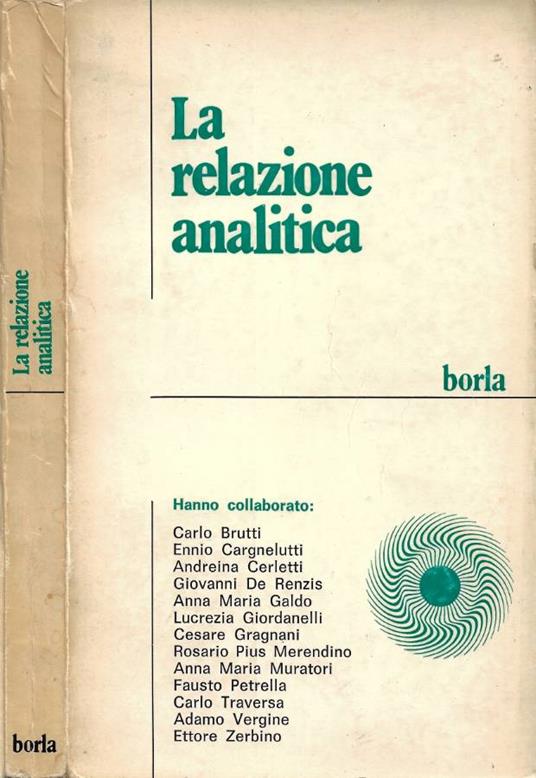 La relazione
analitica
borla
La
relazione
analitica
borla
Hanno collaborato:
Carlo Brutti
Ennio Cargnelutti
Andreina Cerletti
Giovanni De Renzis
Anna Maria Galdo
Lucrezia Giordanelli
Cesare Gragnani
Rosario Pius Merendino
Anna Maria Muratori
Fausto Petrella
Carlo Traversa
Adamo Vergine
Ettore Zerbino